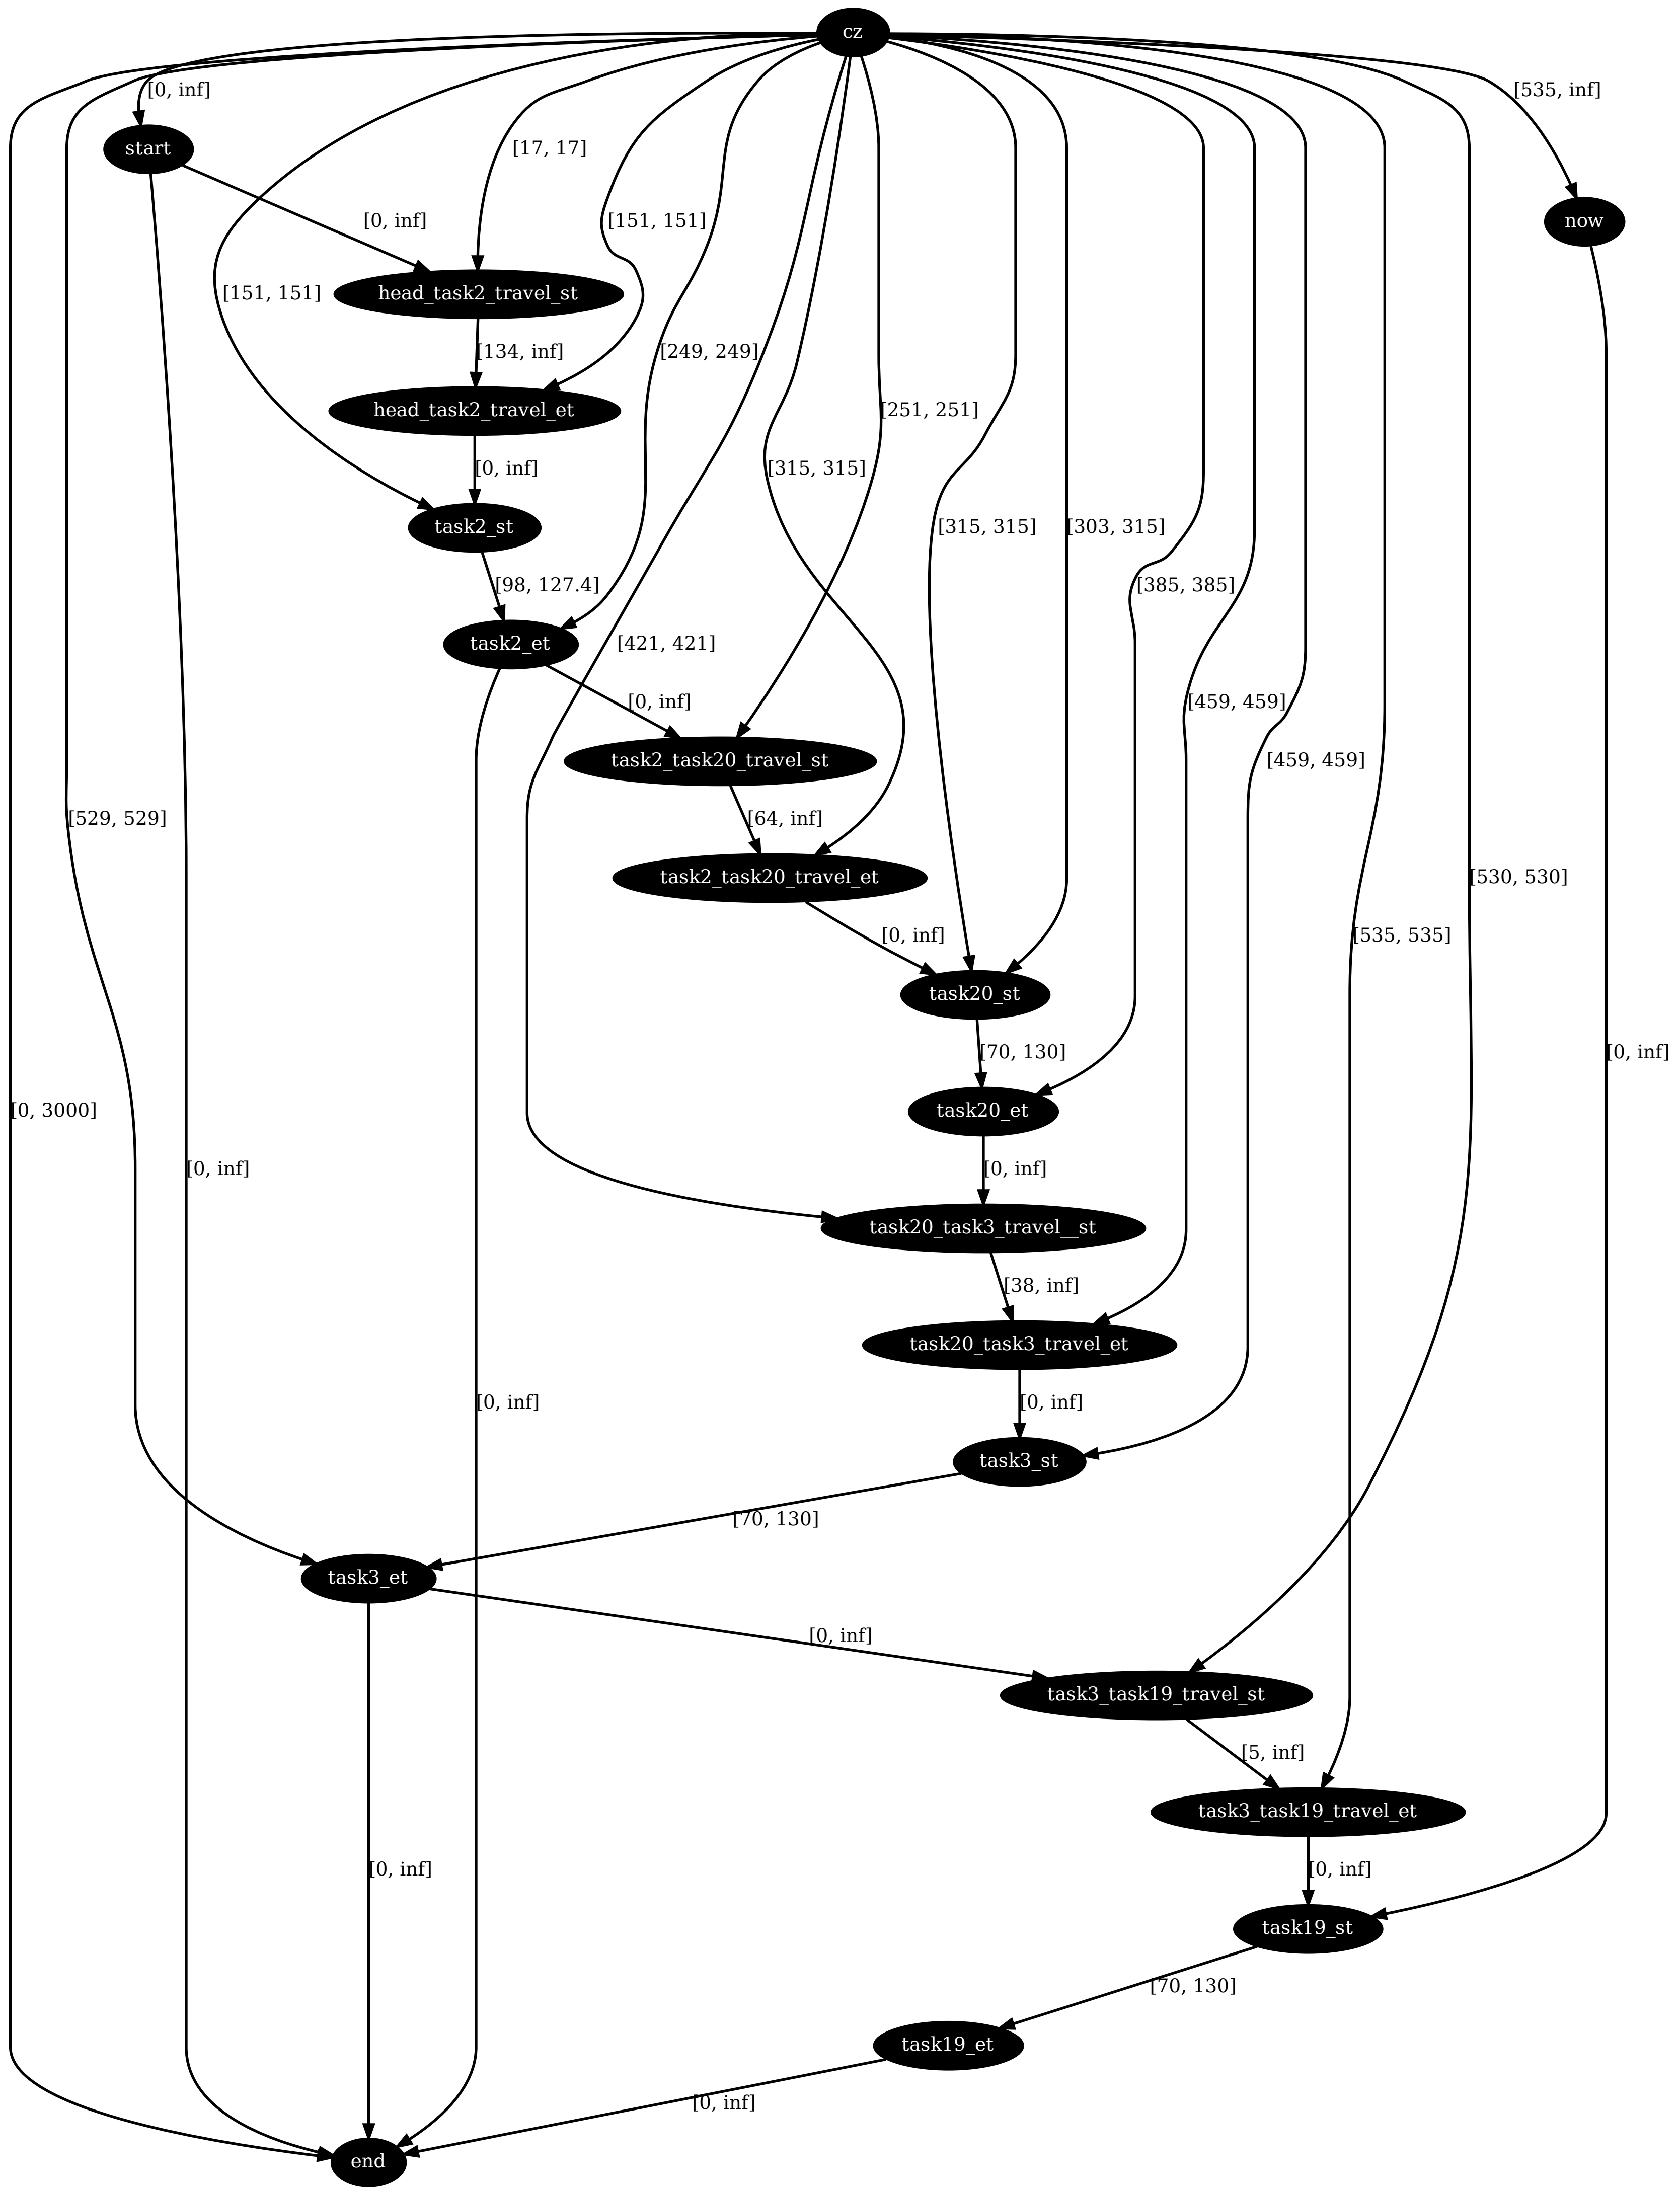 cz
[0, inf]
[535, inf]
start
[17, 17]
[0, inf]
[151, 151]
now
[151, 151]
head_task2_travel_st
[134, inf]
[249, 249]
head_task2_travel_et
[251, 251]
[0, inf]
[315, 315]
task2_st
[315, 315]
[303, 315]
[98, 127.4]
[385, 385]
task2_et
[421, 421]
[0, inf]
[459, 459]
task2_task20_travel_st
[459, 459]
[529, 529]
[64, inf]
task2_task20_travel_et
[530, 530]
[0, inf]
[535, 535]
task20_st
[70, 130]
[0, inf]
[0, 3000]
task20_et
[0, inf]
[0, inf]
task20_task3_travel__st
[38, inf]
task20_task3_travel_et
[0, inf]
[0, inf]
task3_st
[70, 130]
task3_et
[0, inf]
task3_task19_travel_st
[5, inf]
task3_task19_travel_et
[0, inf]
[0, inf]
task19_st
[70, 130]
task19_et
[0, inf]
end